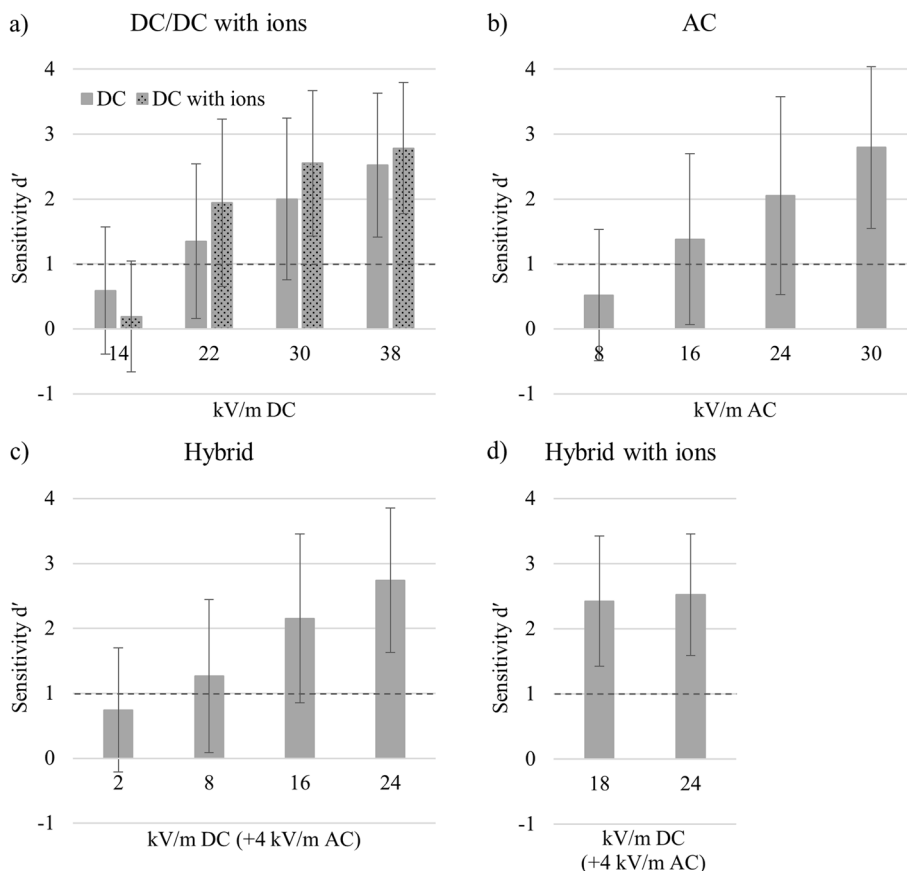 a) DC/DC with ions
4
3
2
1
0
-1
Sensitivity d′
DC DC with ions
14 22 30 38
kV/m DC
b) AC
4
3
2
1
0
-1
Sensitivity d′
8 16 24 30
kV/m AC
c) Hybrid
4
3
2
1
0
-1
Sensitivity d′
2 8 16 24
kV/m DC (+4 kV/m AC)
d) Hybrid with ions
4
3
2
1
0
-1
Sensitivity d′
18 24
kV/m DC
(+4 kV/m AC)